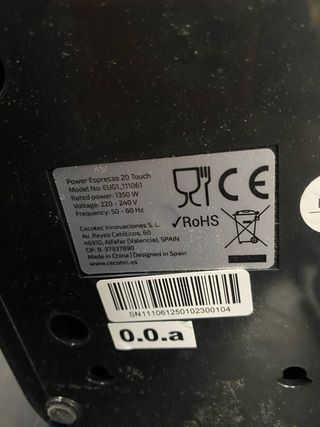 Power Espresso 20 Touch
Model No: EUG1_111061
Rated power: 1350 W
Voltage: 220 - 240 V
Frequency: 50 - 60 Hz
CE
✓RoHS
Cecotec Innovaciones S. L.
Av. Reyes Católicos, 60
46910, Alfafar (Valencia), SPAIN
CIF: B-97937890
Made in China | Designed in Spain
www.cecotec.es
SN111061250102300104
0.0.a